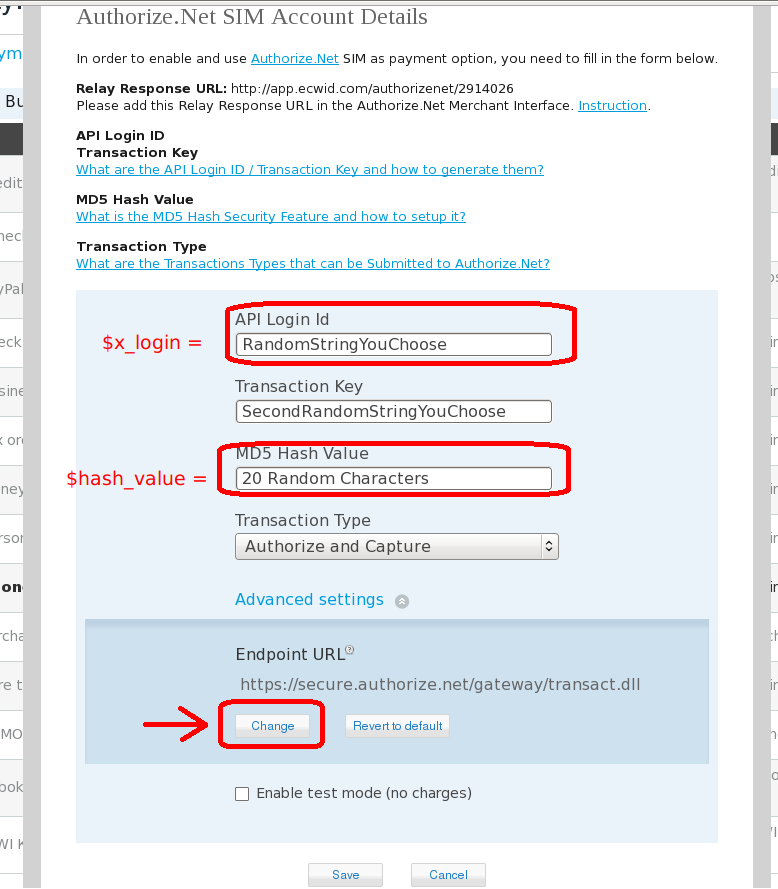 Authorize.Net SIM Account Details
In order to enable and use Authorize.Net SIM as payment option, you need to fill in the form below.
Relay Response URL: http://app.ecwid.com/authorizenet/2914026
Please add this Relay Response URL in the Authorize.Net Merchant Interface. Instruction.
API Login ID
Transaction Key
What are the API Login ID / Transaction Key and how to generate them?
MD5 Hash Value
What is the MD5 Hash Security Feature and how to setup it?
Transaction Type
What are the Transactions Types that can be Submitted to Authorize.Net?
API Login Id
$x_login =
RandomStringYouChoose
Transaction Key
SecondRandomStringYouChoose
MD5 Hash Value
$hash_value =
20 Random Characters
Transaction Type
Authorize and Capture
Advanced settings
Endpoint URL
https://secure.authorize.net/gateway/transact.dll
Change
Revert to default
Enable test mode (no charges)
Save
Cancel